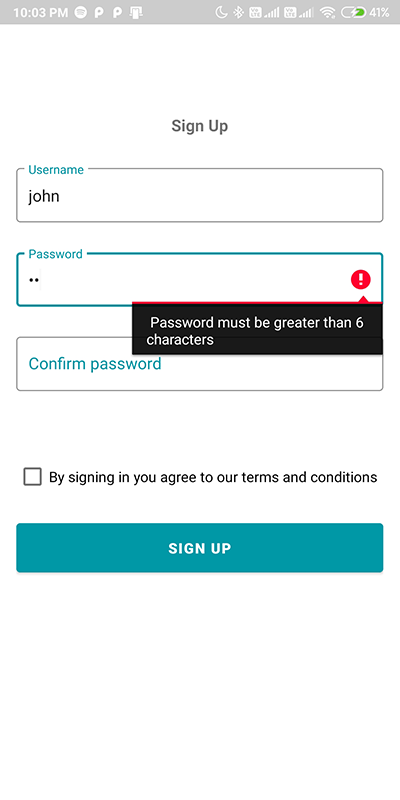 10:03 PM 41%
Sign Up
Username
john
Password
••
Password must be greater than 6
characters
Confirm password
By signing in you agree to our terms and conditions
SIGN UP